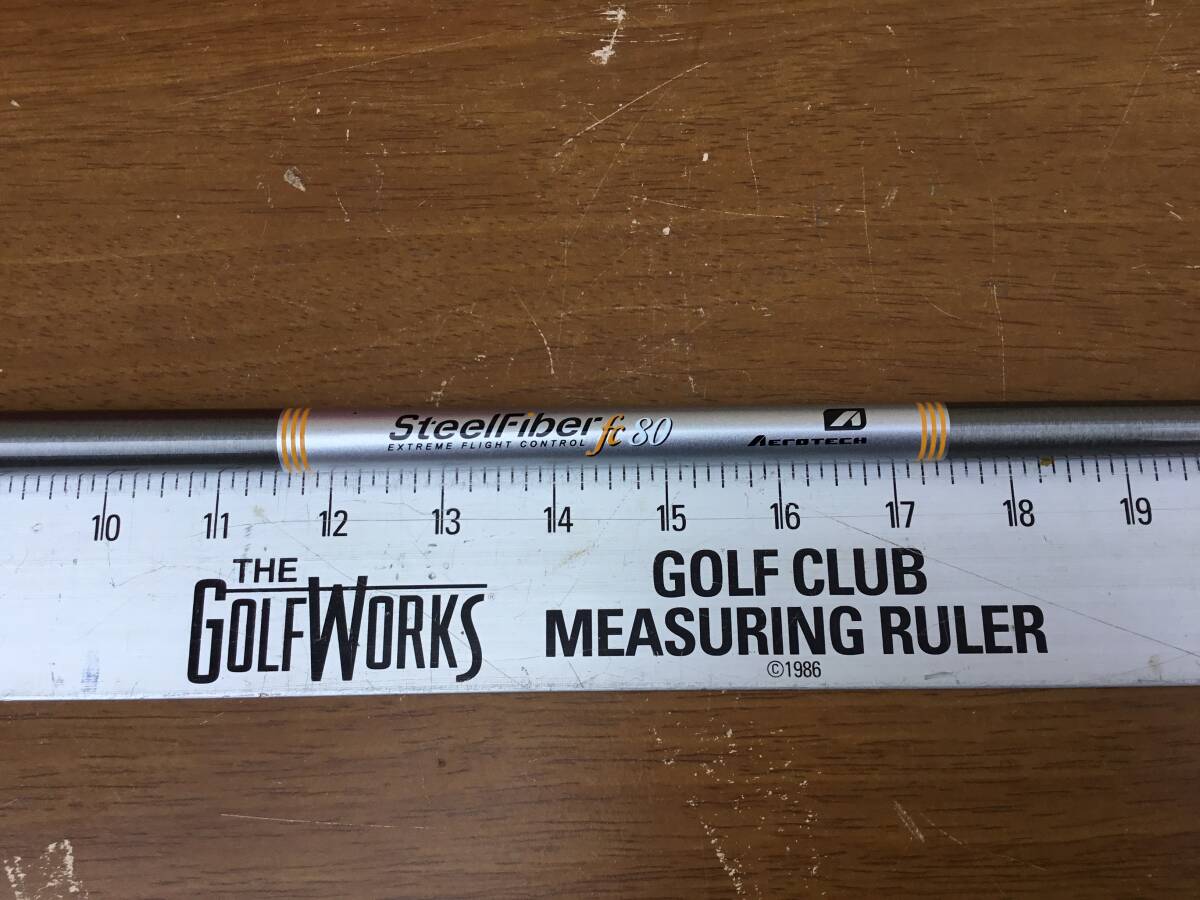 SteelFiber fc 80
EXTREME FLIGHT CONTROL
AEROTECH
10 11 12 13 14 15 16 17 18 19
THE
GOLFWORKS®
GOLF CLUB
MEASURING RULER
©1986